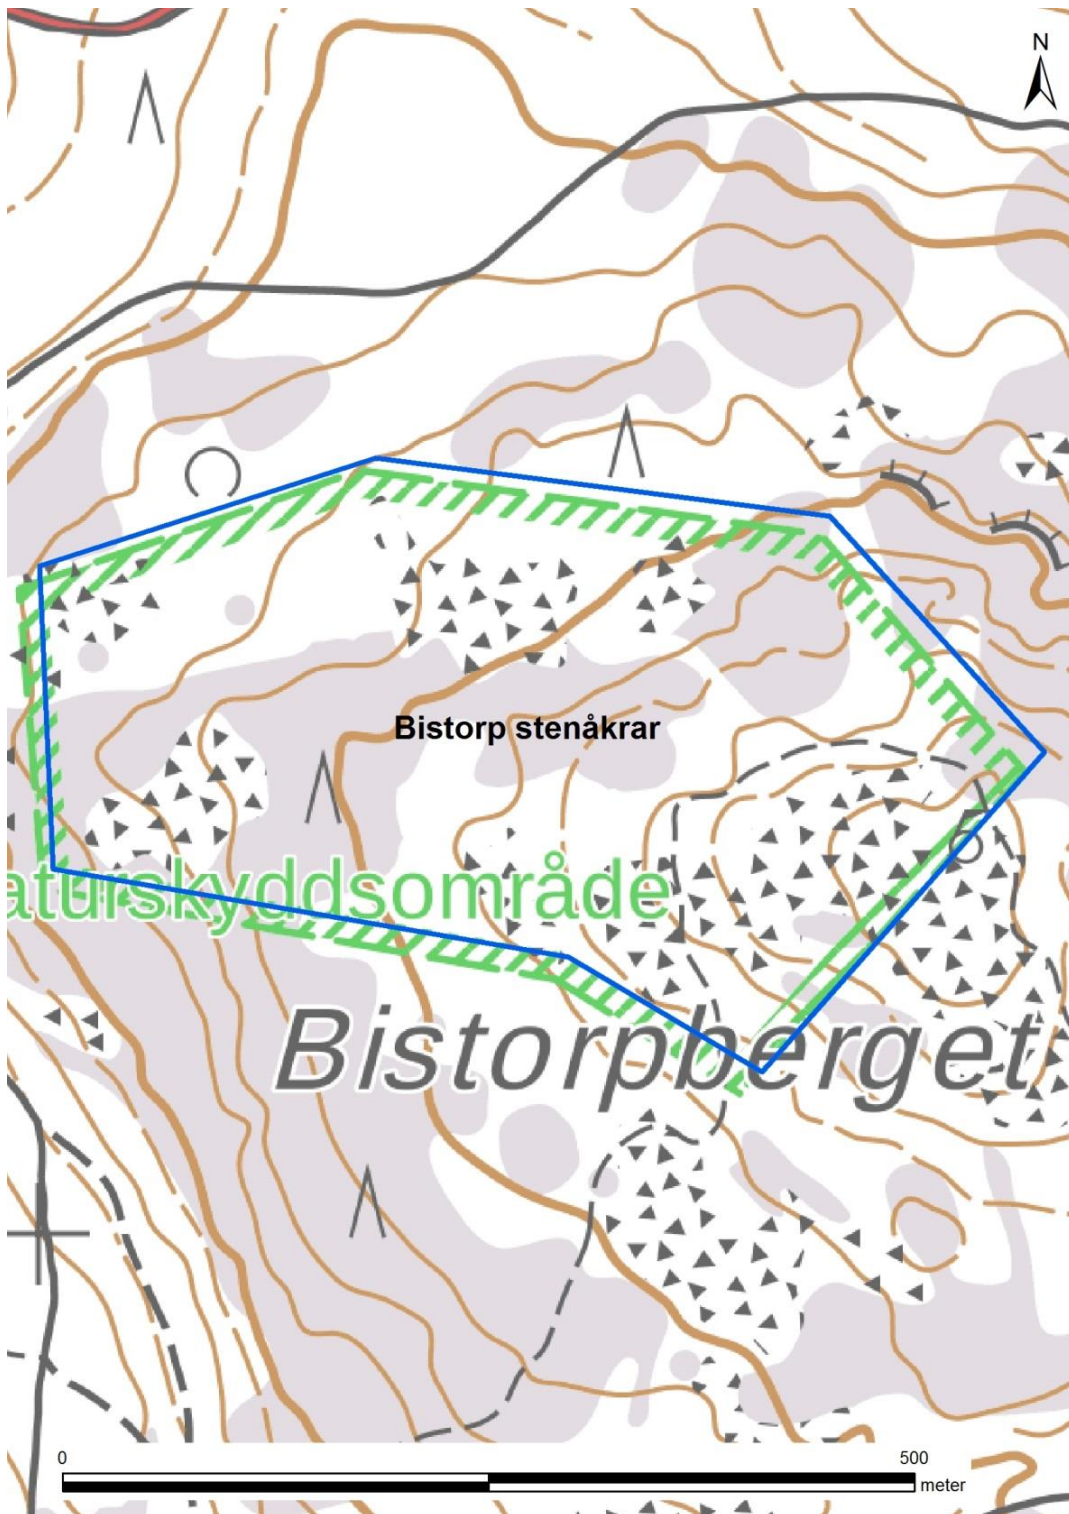 N
Bistorp stenåkrar
aturskyddsområde
Bistorpberget
0 500
meter